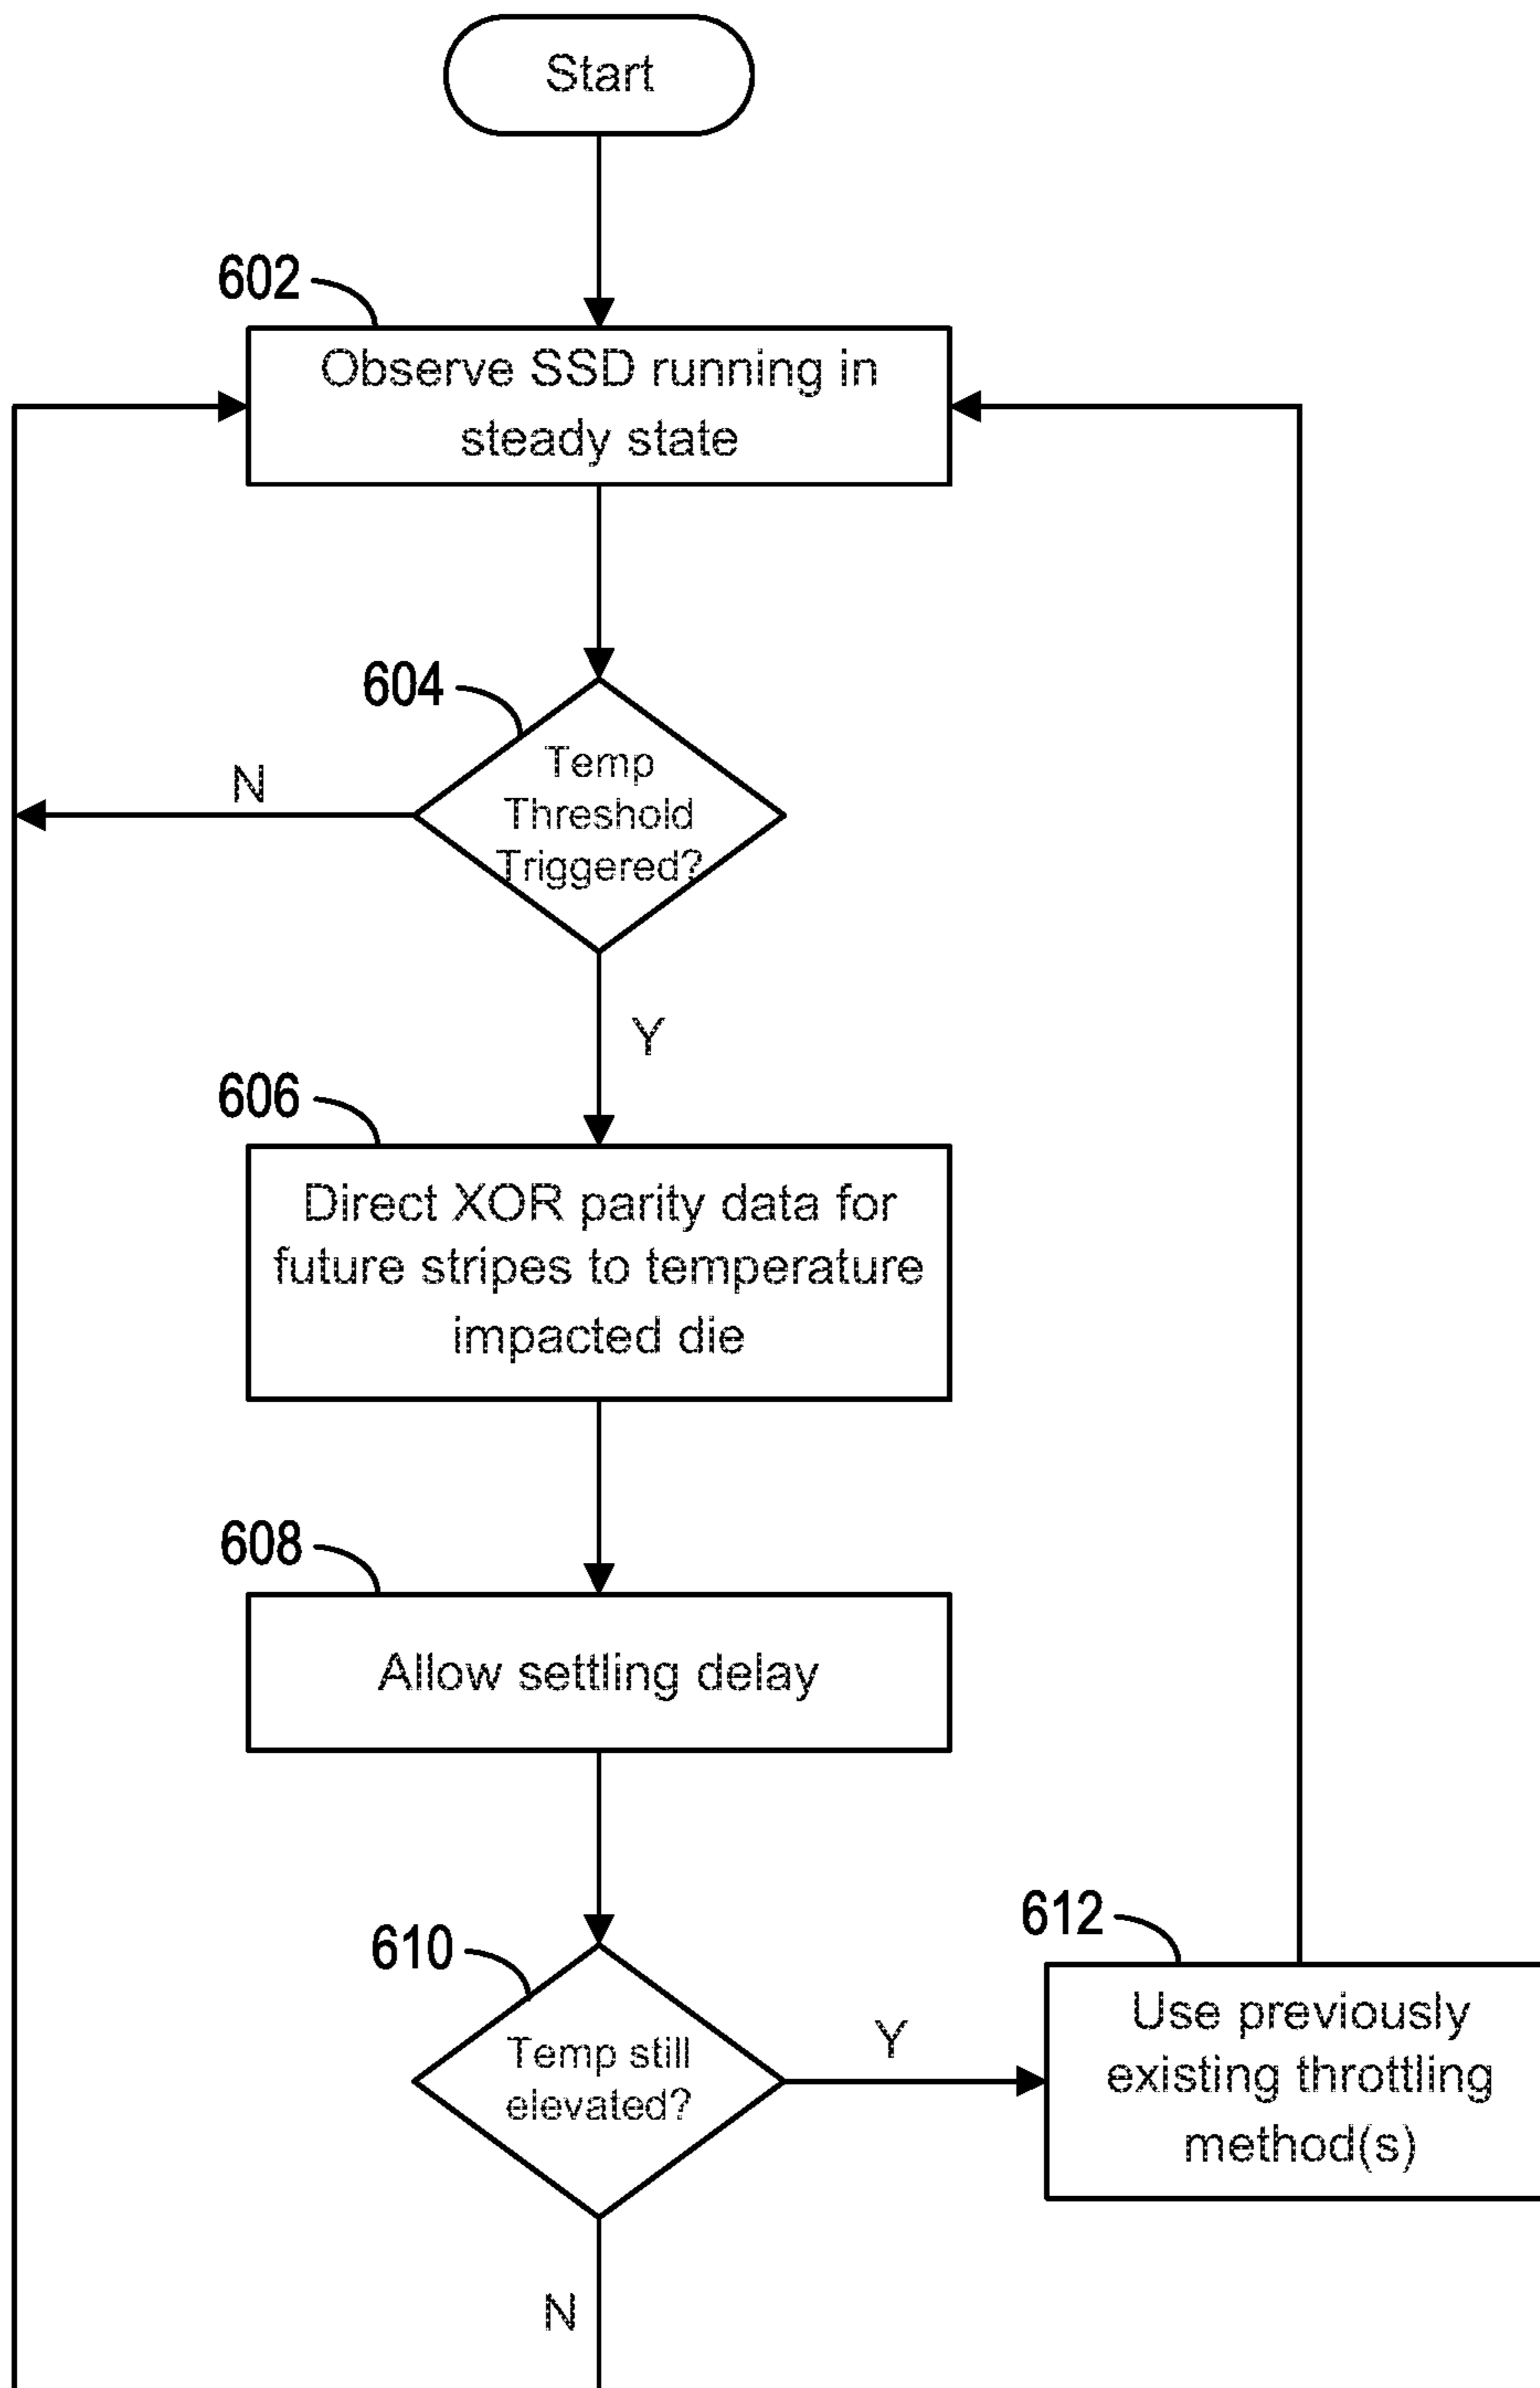 Start
602
Observe SSD running in
steady state
604
Temp
Threshold
Triggered?
N
Y
606
Direct XOR parity data for
future stripes to temperature
impacted die
608
Allow settling delay
610
Temp still
elevated?
Y
612
Use previously
existing throttling
method(s)
N